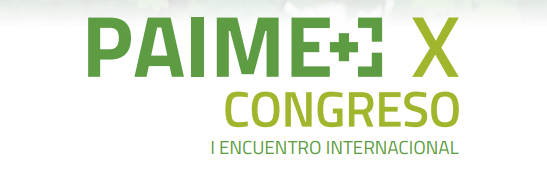 PAIME X
CONGRESO
I ENCUENTRO INTERNACIONAL